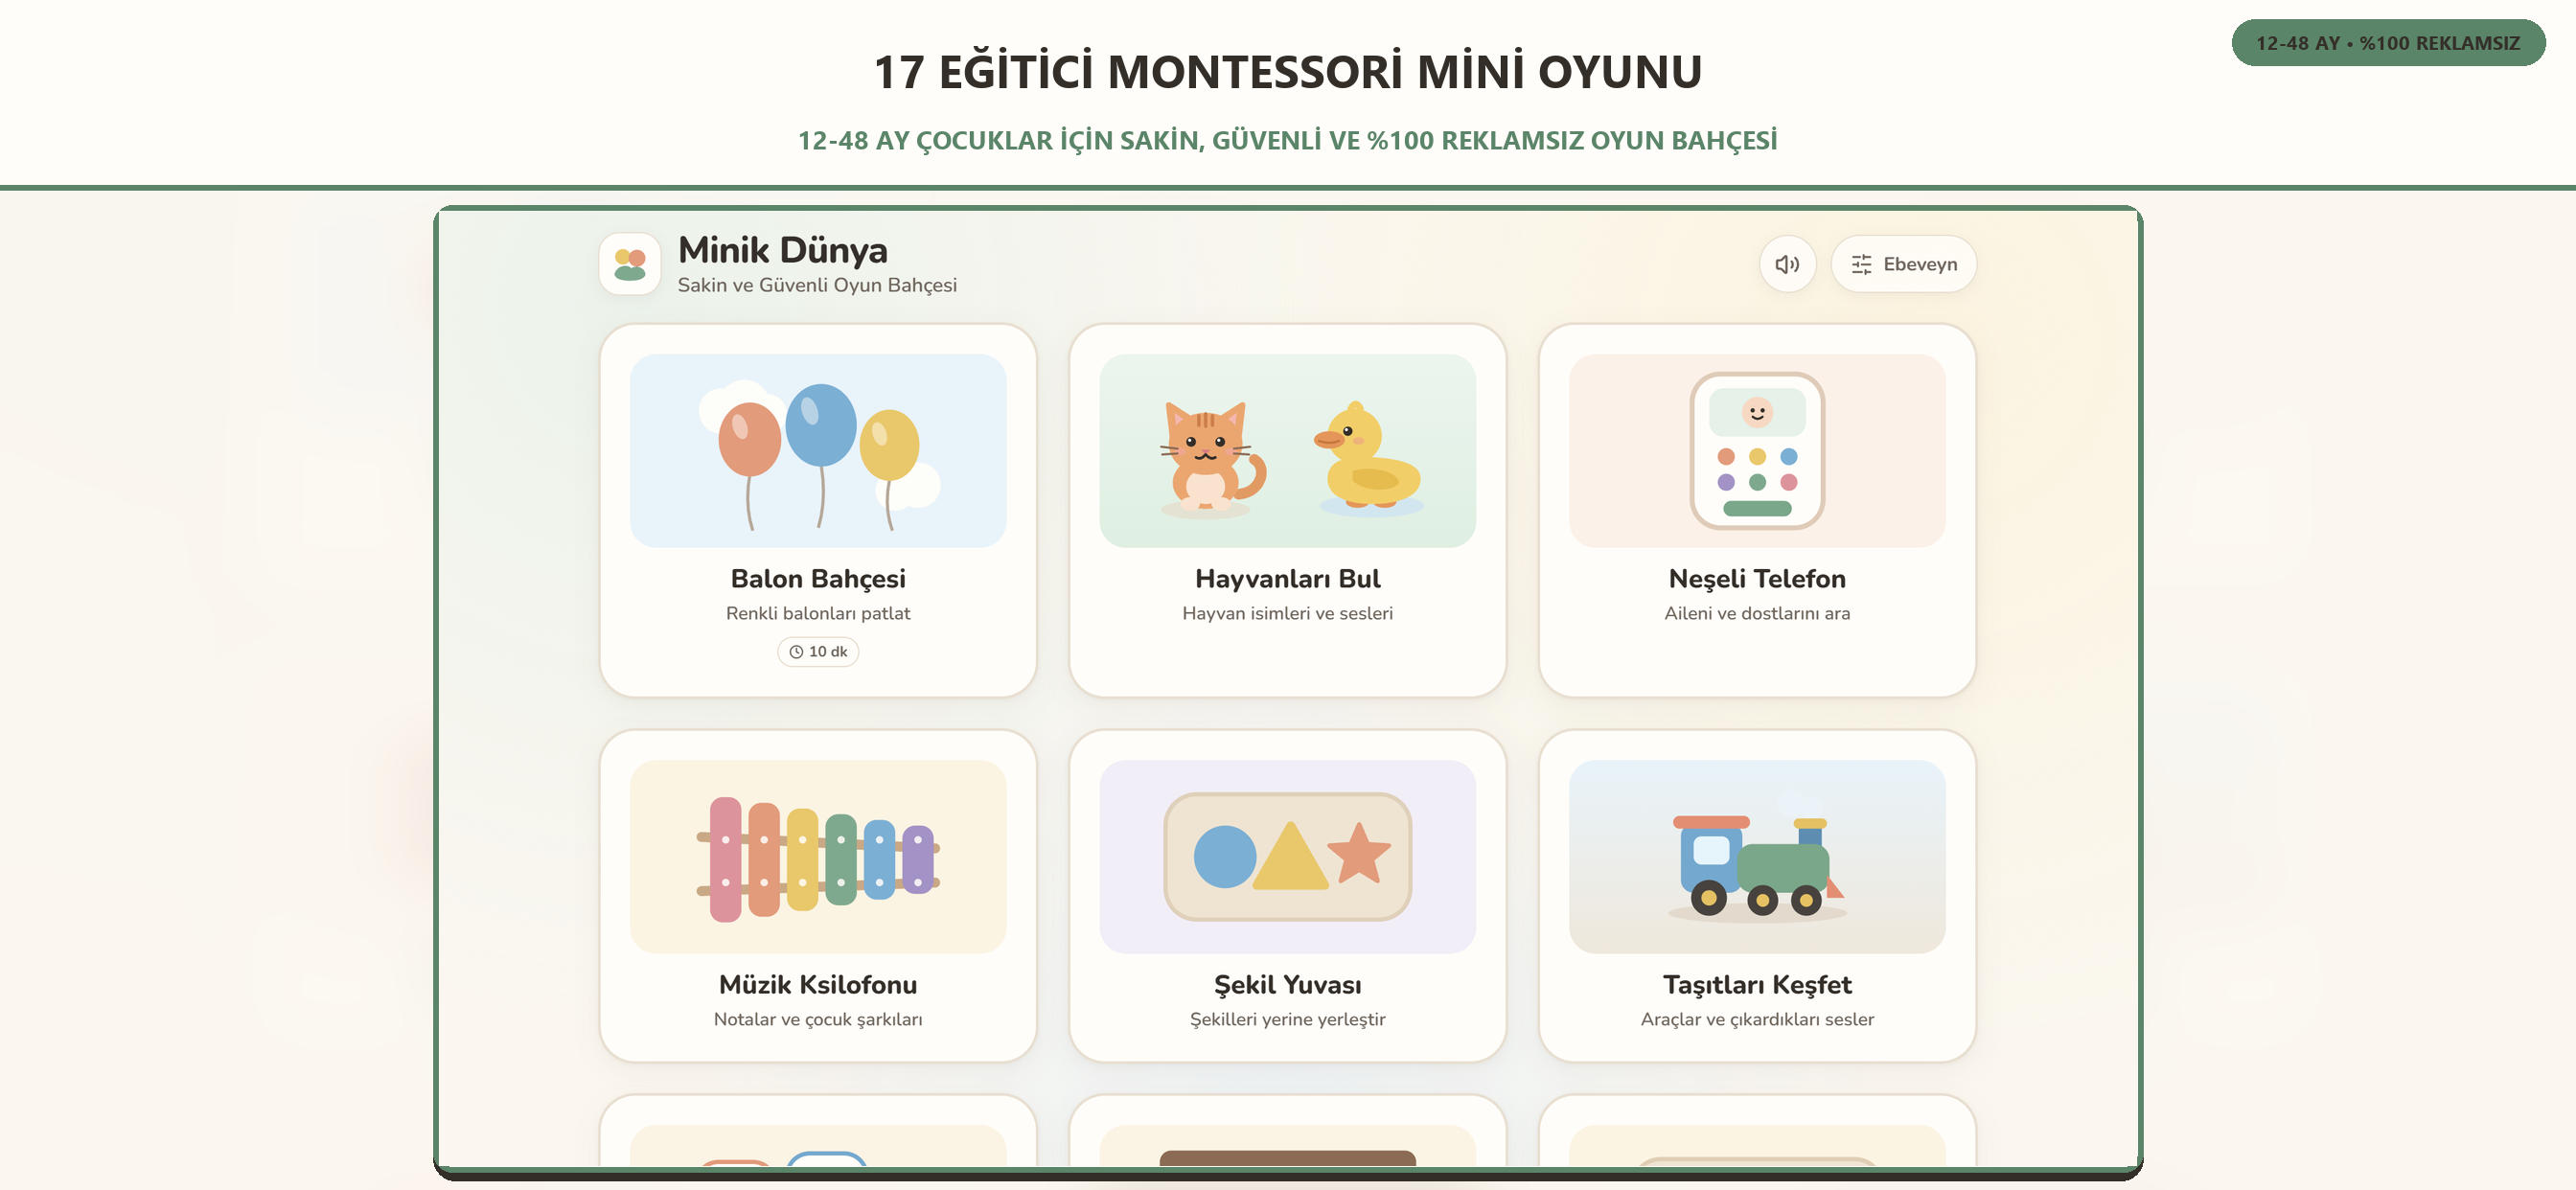 17 EĞİTİCİ MONTESSORİ MİNİ OYUNU
12-48 AY • %100 REKLAMSIZ
12-48 AY ÇOCUKLAR İÇİN SAKİN, GÜVENLİ VE %100 REKLAMSIZ OYUN BAHÇESİ
Minik Dünya
Sakin ve Güvenli Oyun Bahçesi
Ebeveyn
Balon Bahçesi
Renkli balonları patlat
10 dk
Hayvanları Bul
Hayvan isimleri ve sesleri
Neşeli Telefon
Aileni ve dostlarını ara
Müzik Ksilofonu
Notalar ve çocuk şarkıları
Şekil Yuvası
Şekilleri yerine yerleştir
Taşıtları Keşfet
Araçlar ve çıkardıkları sesler